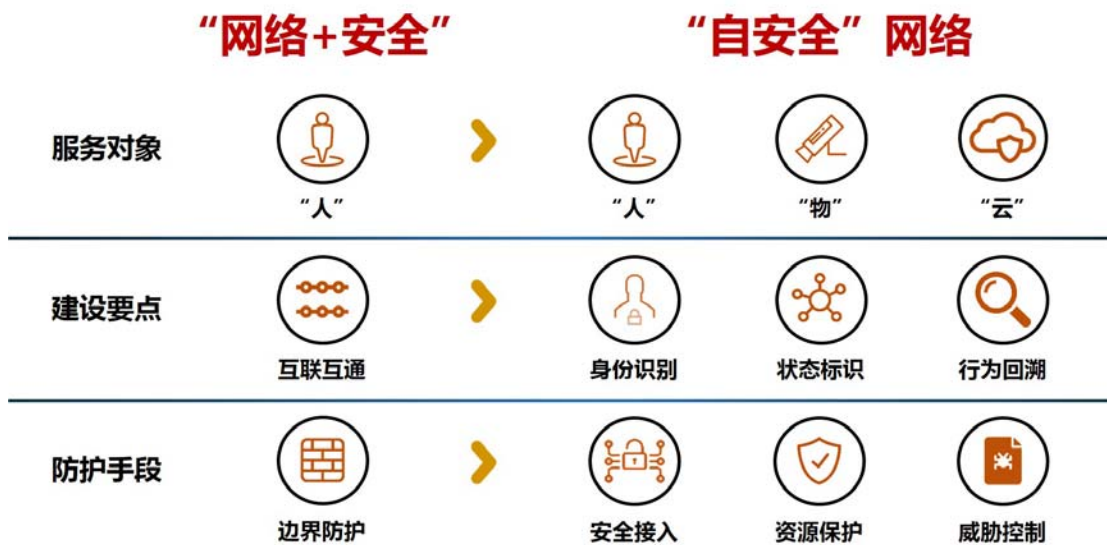 “网络+安全” “自安全”网络
服务对象
“人” “人” “物” “云”
建设要点
互联互通 身份识别 状态标识 行为回溯
防护手段
边界防护 安全接入 资源保护 威胁控制